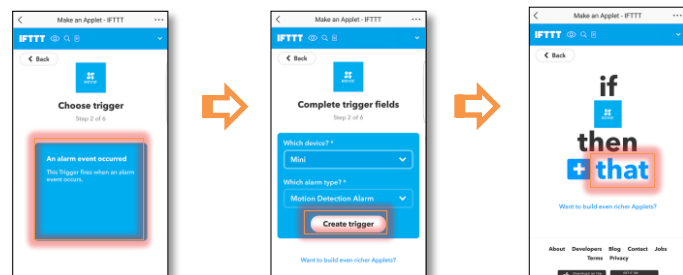 Make an Applet - IFTTT
IFTTT
Back
Choose trigger
Step 2 of 6
An alarm event occurred
This Trigger fires when an alarm
event occurs.
Make an Applet - IFTTT
IFTTT
Back
Complete trigger fields
Step 2 of 6
Which device? *
Mini
Which alarm type? *
Motion Detection Alarm
Create trigger
Want to build even richer Applets?
Make an Applet - IFTTT
IFTTT
Back
if
then
+ that
Want to build even richer Applets?
About Developers Blog Contact Jobs
Terms Privacy